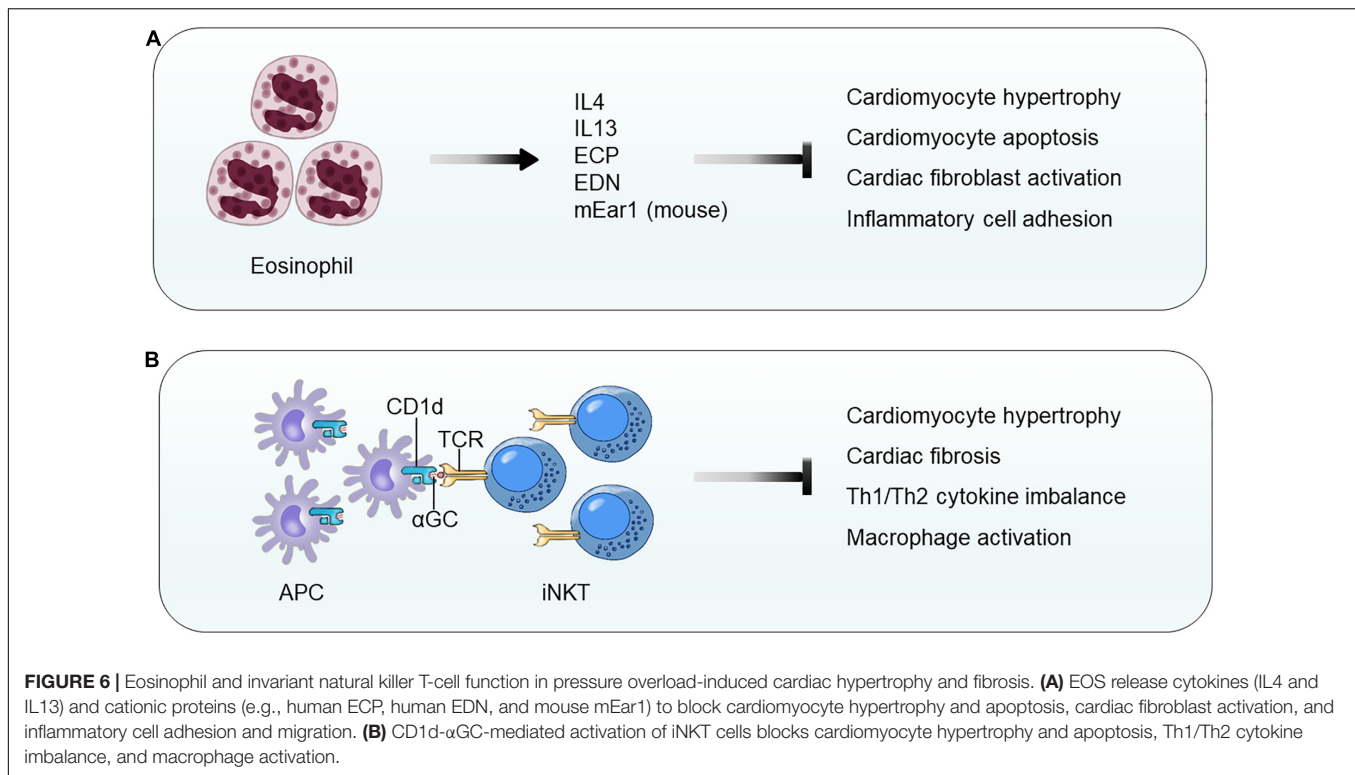 A
IL4
IL13
ECP
EDN
mEar1 (mouse)
Cardiomyocyte hypertrophy
Cardiomyocyte apoptosis
Cardiac fibroblast activation
Inflammatory cell adhesion
Eosinophil
B
CD1d
TCR
αGC
APC
iNKT
Cardiomyocyte hypertrophy
Cardiac fibrosis
Th1/Th2 cytokine imbalance
Macrophage activation
FIGURE 6 | Eosinophil and invariant natural killer T-cell function in pressure overload-induced cardiac hypertrophy and fibrosis. (A) EOS release cytokines (IL4 and
IL13) and cationic proteins (e.g., human ECP, human EDN, and mouse mEar1) to block cardiomyocyte hypertrophy and apoptosis, cardiac fibroblast activation, and
inflammatory cell adhesion and migration. (B) CD1d-αGC-mediated activation of iNKT cells blocks cardiomyocyte hypertrophy and apoptosis, Th1/Th2 cytokine
imbalance, and macrophage activation.